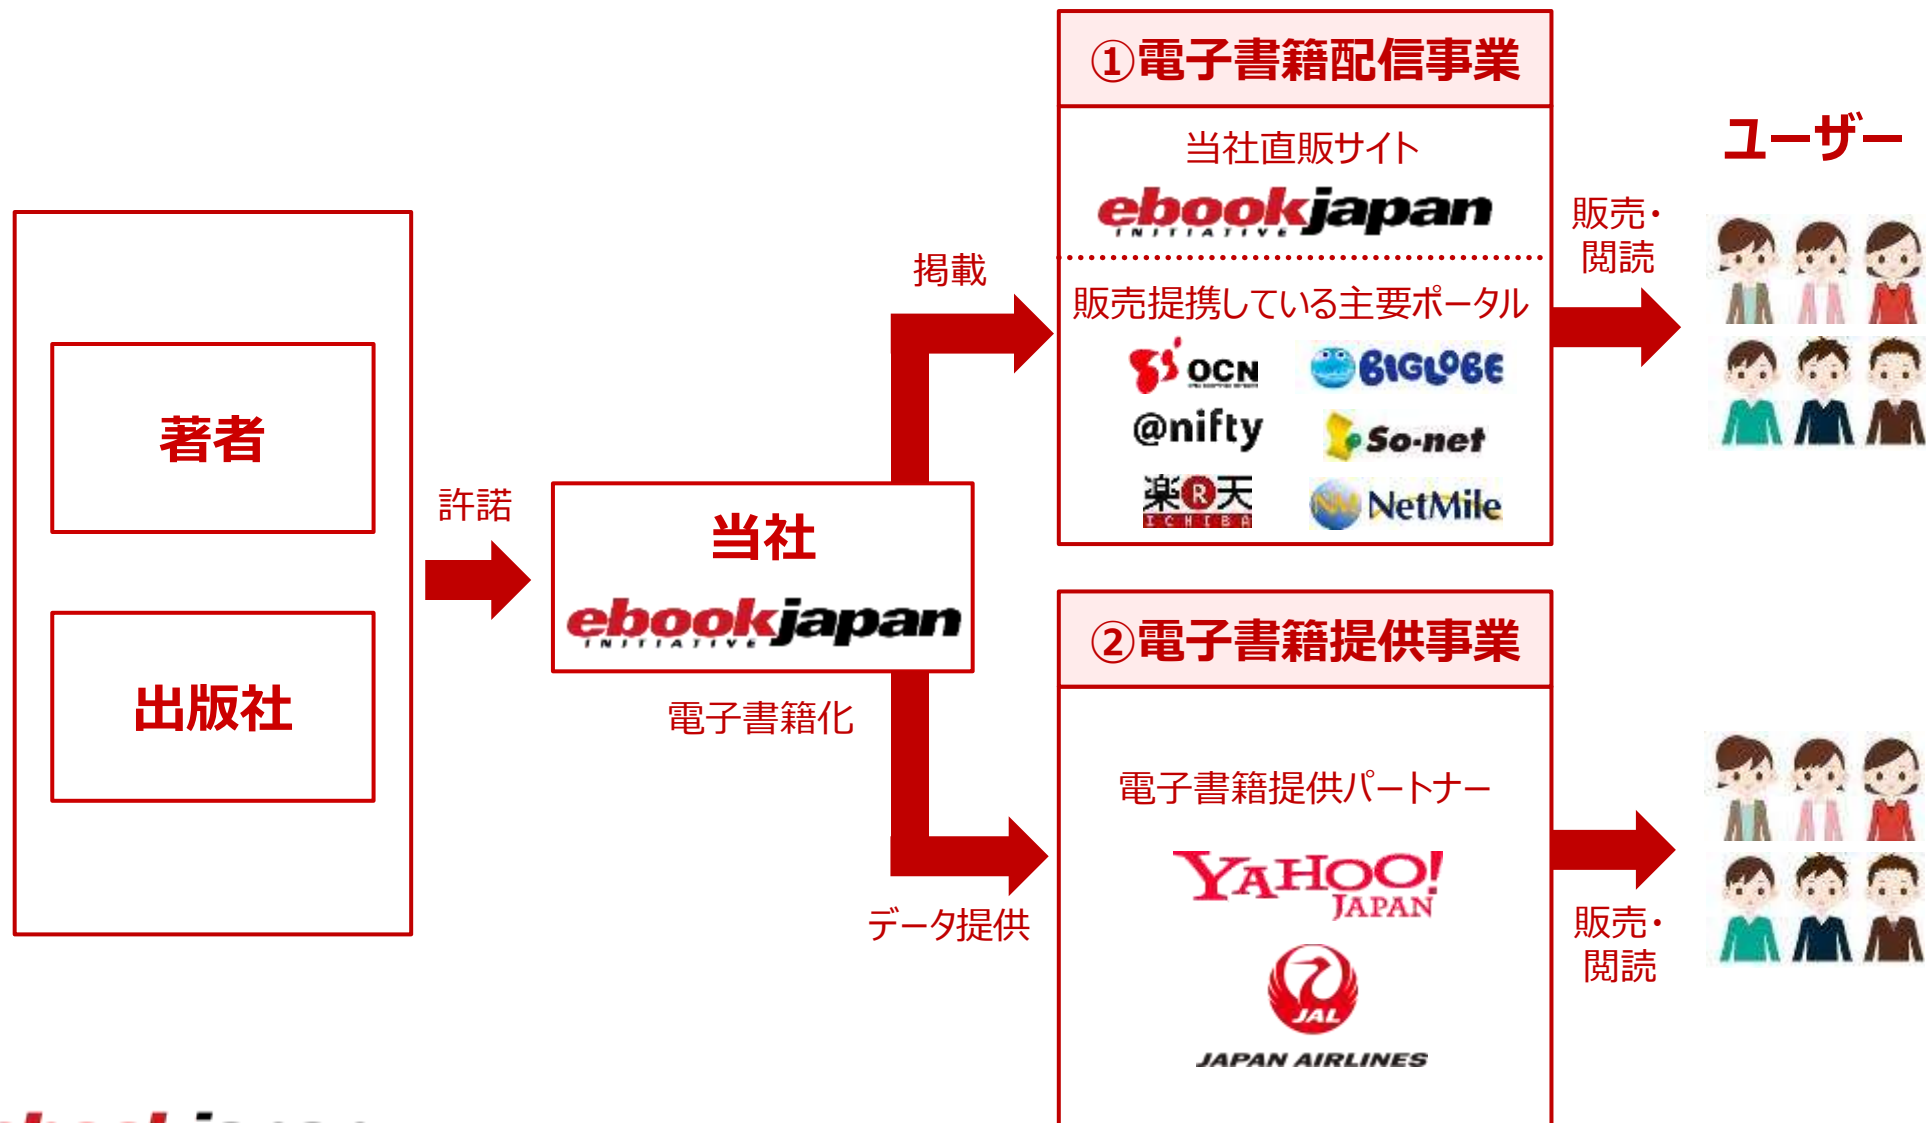 ①電子書籍配信事業
当社直販サイト
ebookjapan
INITIATIVE
販売提携している主要ポータル
OCN
BIGLOBE
@nifty
So-net
楽R天
ICHIBA
NetMile
ユーザー
販売・
閲読
掲載
著者
出版社
許諾
当社
ebookjapan
INITIATIVE
電子書籍化
データ提供
②電子書籍提供事業
電子書籍提供パートナー
YAHOO!
JAPAN
JAL
JAPAN AIRLINES
販売・
閲読